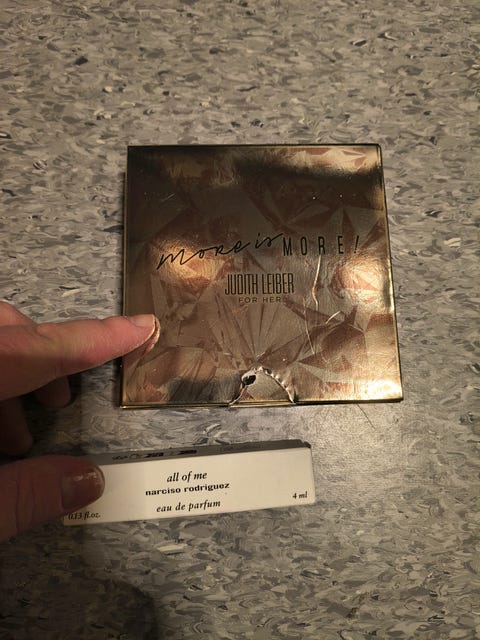 more is MORE!
JUDITH LEIBER
FOR HER
all of me
narciso rodriguez
eau de parfum
0.13 fl.oz.
4 ml